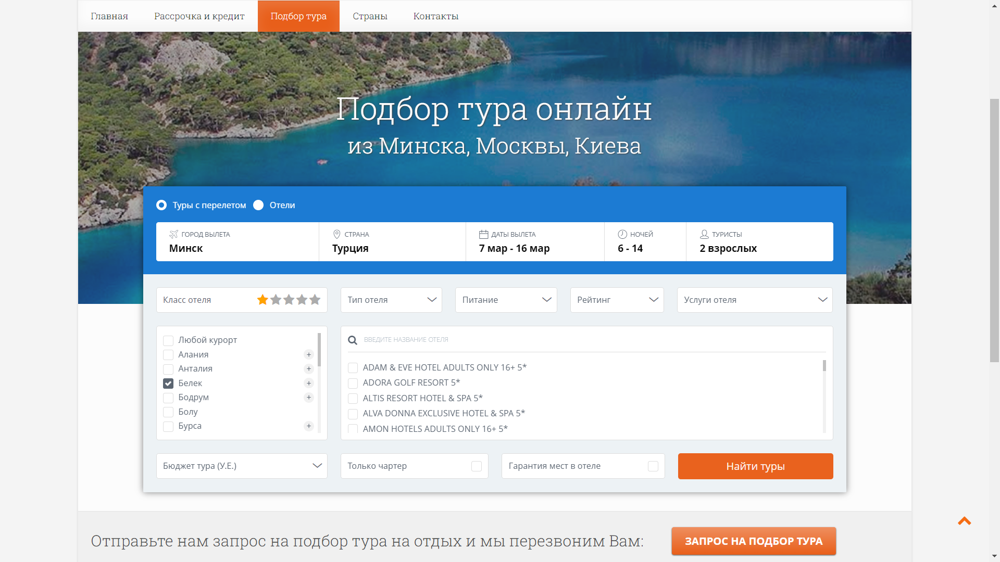 Главная
Рассрочка и кредит
Подбор тура
Страны
Контакты
Подбор тура онлайн
из Минска, Москвы, Киева
Туры с перелетом
Отели
ГОРОД ВЫЛЕТА
Минск
СТРАНА
Турция
ДАТЫ ВЫЛЕТА
7 мар - 16 мар
НОЧЕЙ
6 - 14
ТУРИСТЫ
2 взрослых
Класс отеля
Тип отеля
Питание
Рейтинг
Услуги отеля
Любой курорт
Алания +
Анталия +
Белек +
Бодрум +
Болу
Бурса +
ВВЕДИТЕ НАЗВАНИЕ ОТЕЛЯ
ADAM & EVE HOTEL ADULTS ONLY 16+ 5*
ADORA GOLF RESORT 5*
ALTIS RESORT HOTEL & SPA 5*
ALVA DONNA EXCLUSIVE HOTEL & SPA 5*
AMON HOTELS ADULTS ONLY 16+ 5*
Бюджет тура (У.Е.)
Только чартер
Гарантия мест в отеле
Найти туры
Отправьте нам запрос на подбор тура на отдых и мы перезвоним Вам:
ЗАПРОС НА ПОДБОР ТУРА